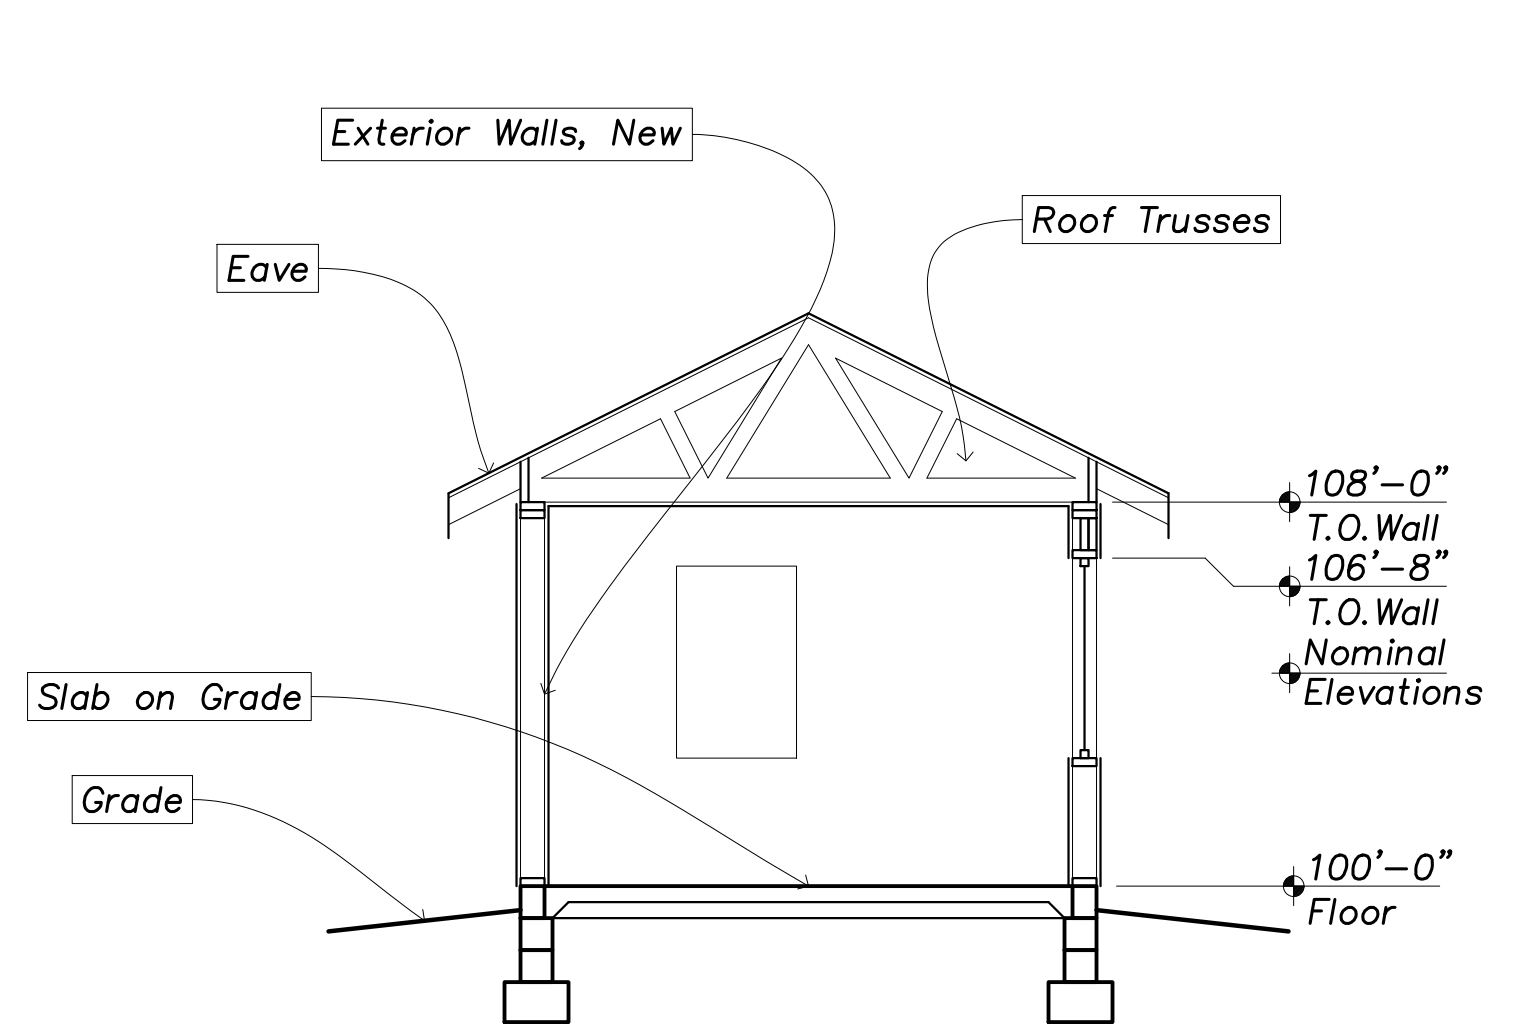 Exterior Walls, New
Roof Trusses
Eave
108'-0"
T.O.Wall
106'-8"
T.O.Wall
Nominal
Elevations
Slab on Grade
Grade
100'-0"
Floor